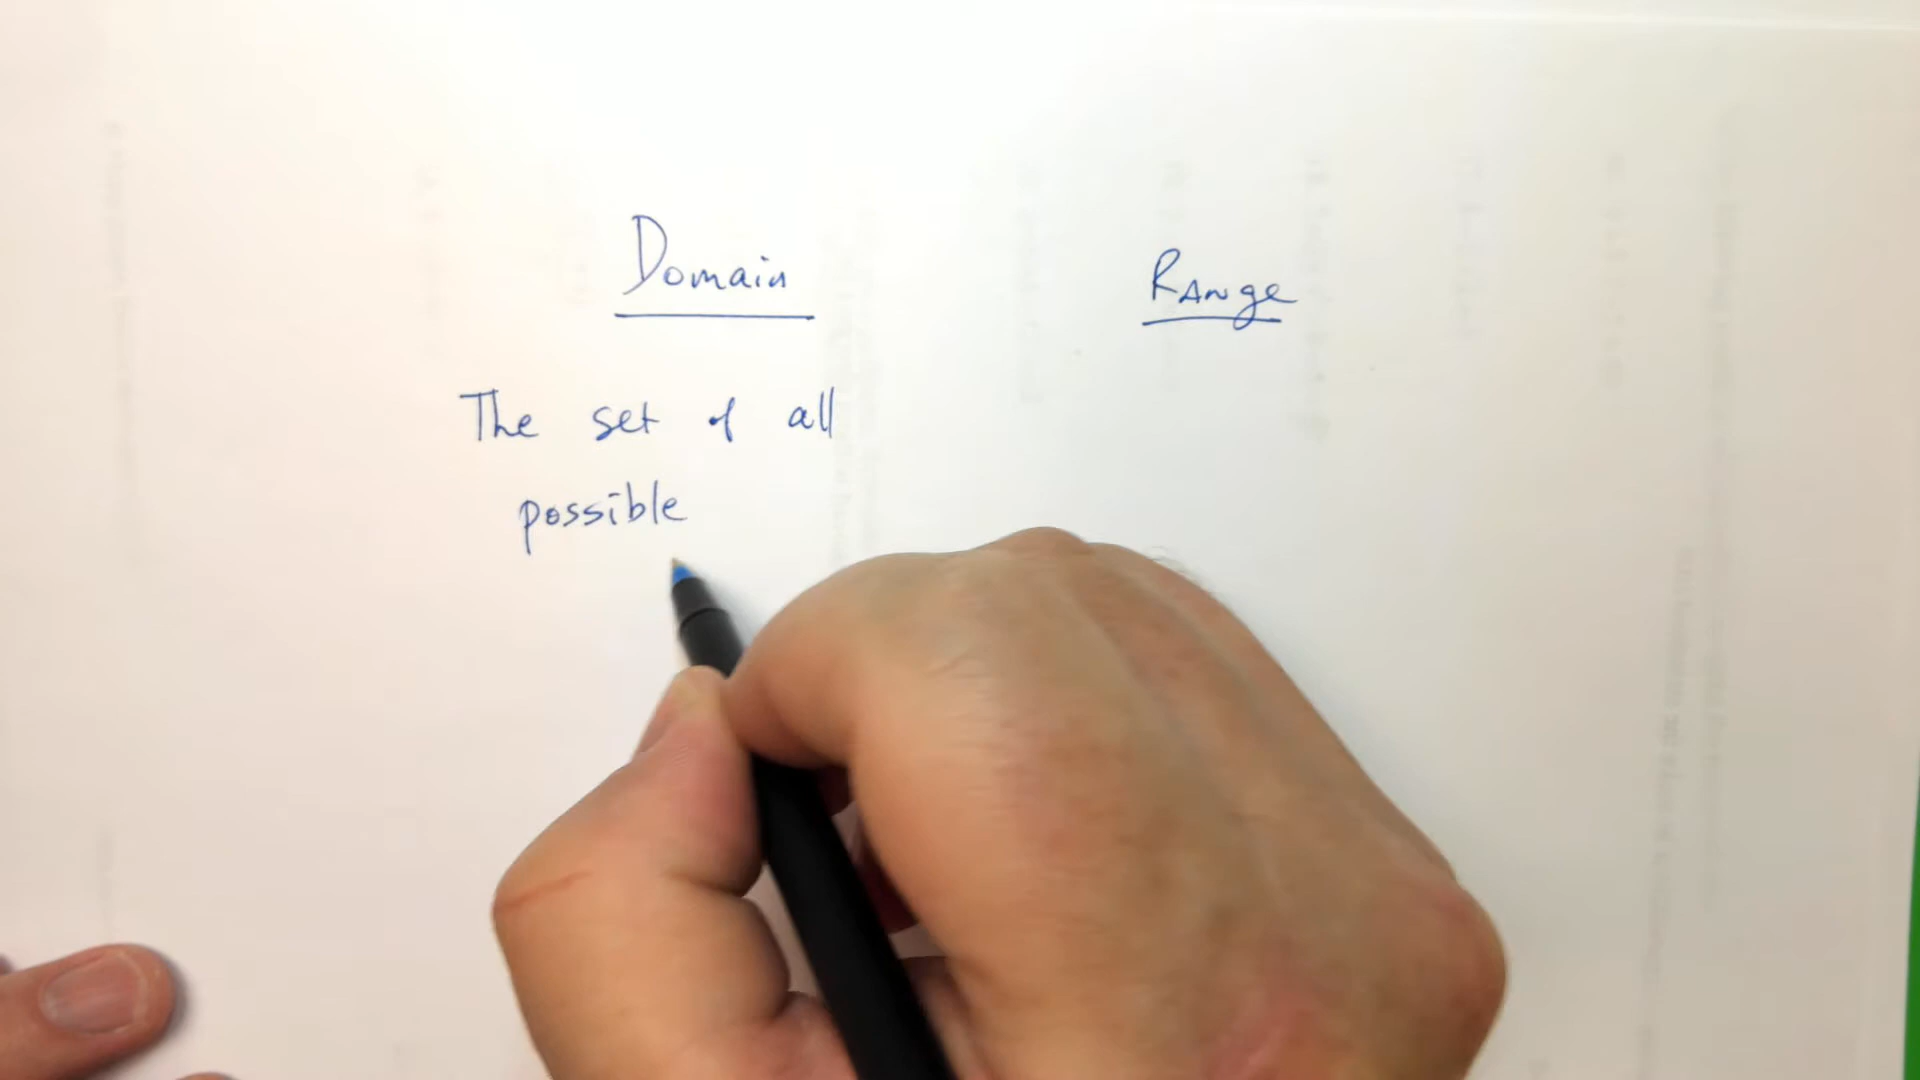 Domain
Range
The set of all
possible